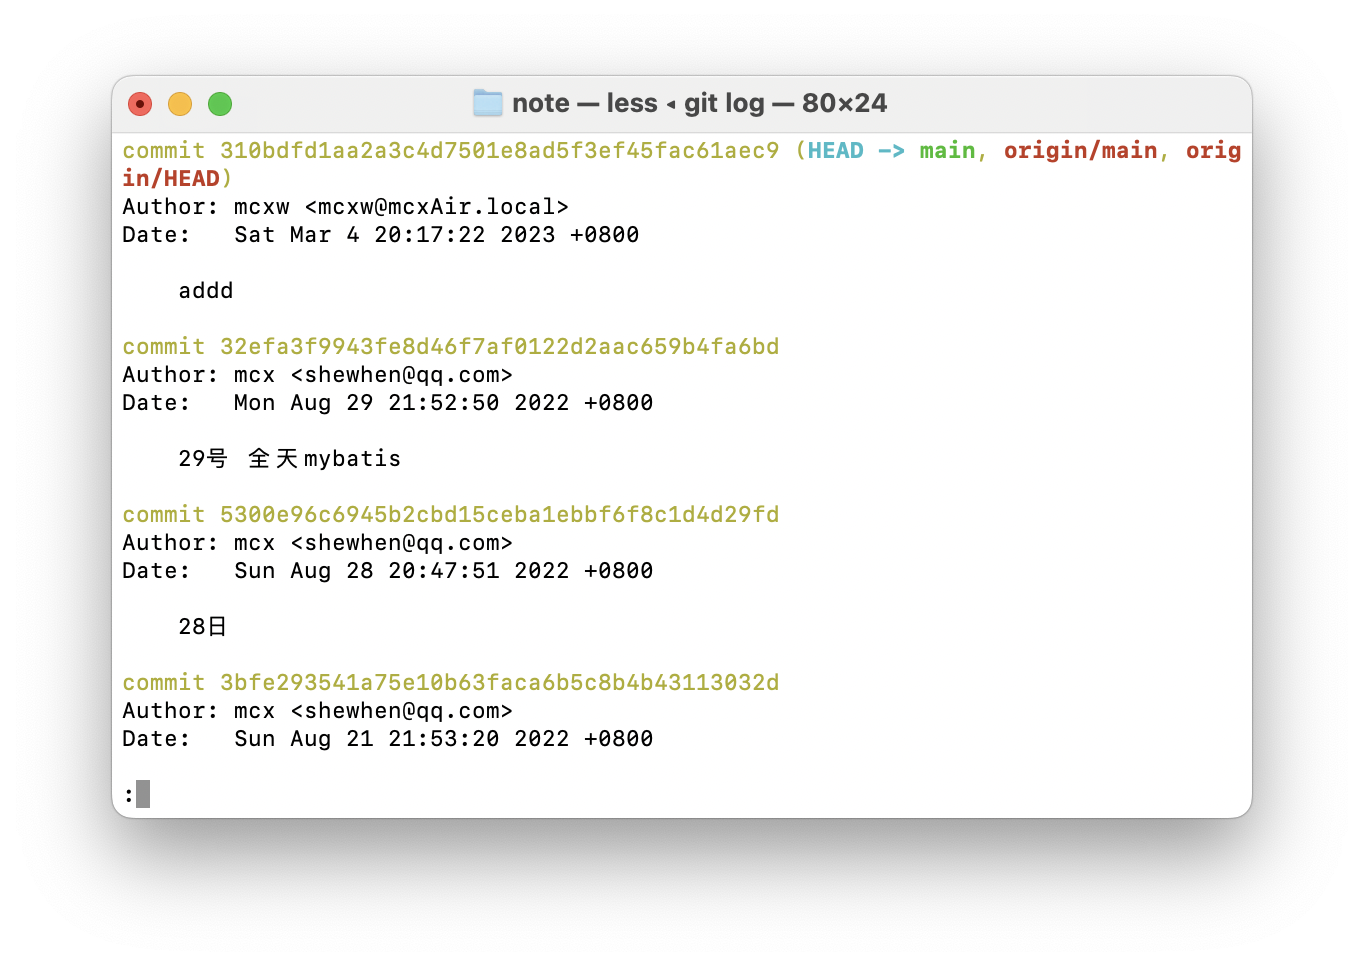 note — less ◂ git log — 80×24
commit 310bdfd1aa2a3c4d7501e8ad5f3ef45fac61aec9 (HEAD -> main, origin/main, orig
in/HEAD)
Author: mcxw <mcxw@mcxAir.local>
Date:   Sat Mar 4 20:17:22 2023 +0800
addd
commit 32efa3f9943fe8d46f7af0122d2aac659b4fa6bd
Author: mcx <shewhen@qq.com>
Date:   Mon Aug 29 21:52:50 2022 +0800
29号 全天mybatis
commit 5300e96c6945b2cbd15ceba1ebbf6f8c1d4d29fd
Author: mcx <shewhen@qq.com>
Date:   Sun Aug 28 20:47:51 2022 +0800
28日
commit 3bfe293541a75e10b63faca6b5c8b4b43113032d
Author: mcx <shewhen@qq.com>
Date:   Sun Aug 21 21:53:20 2022 +0800
: